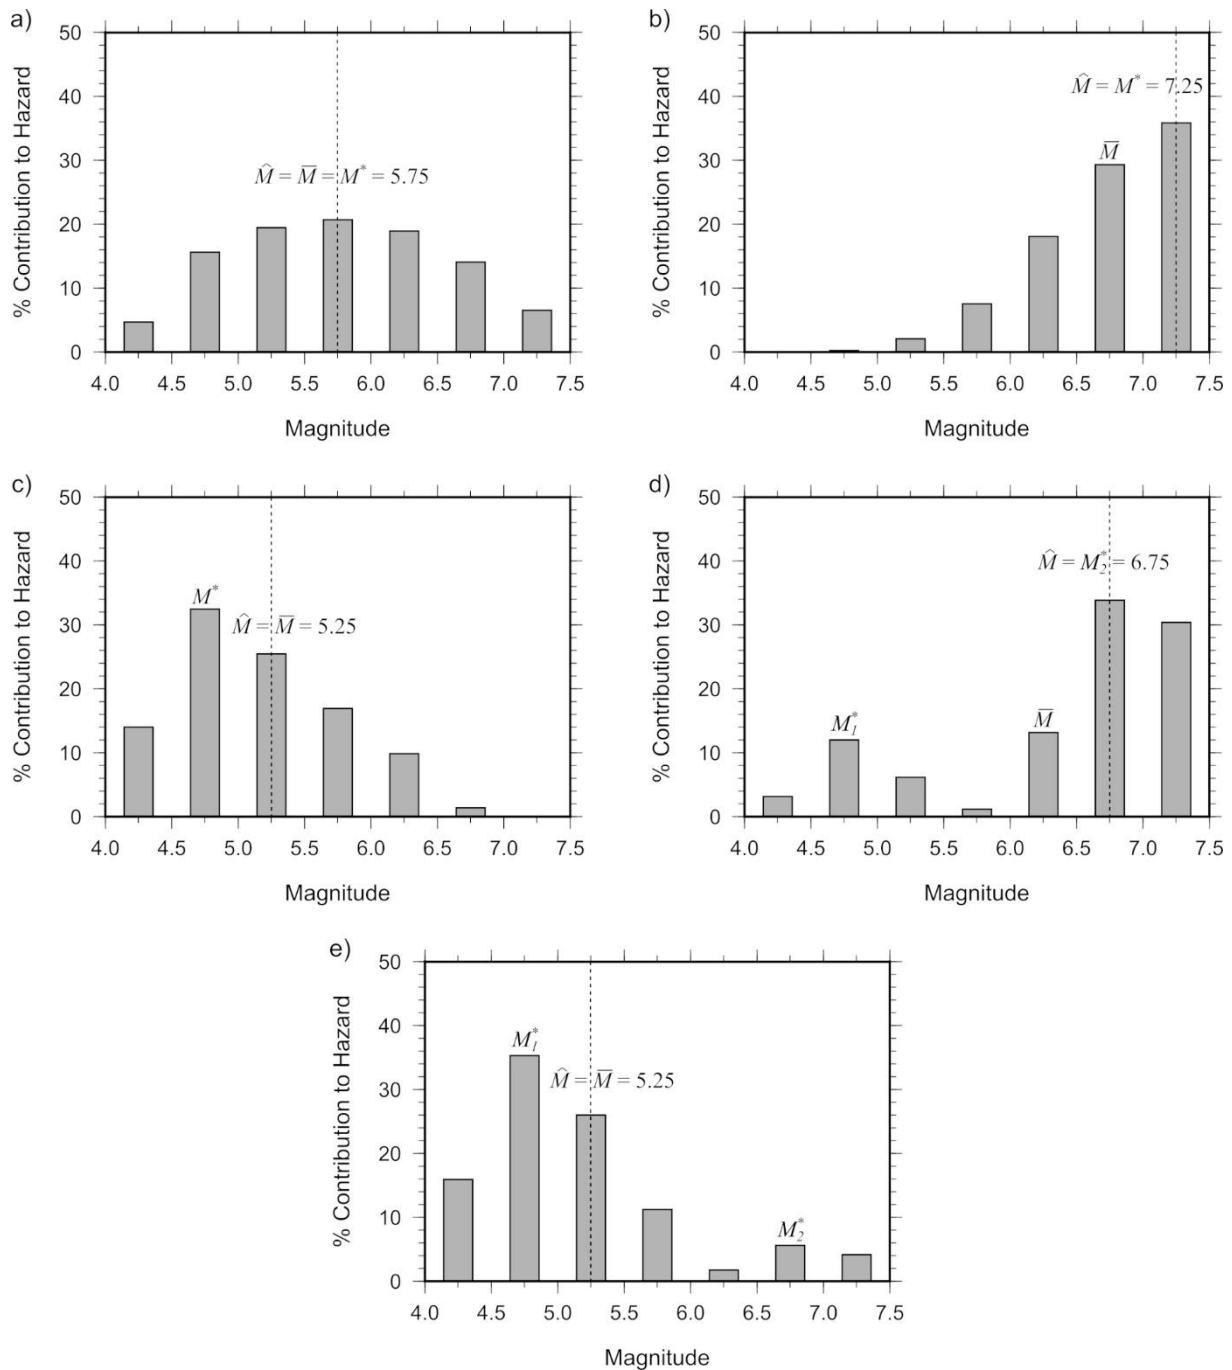 a)
50
40
30
20
10
0
% Contribution to Hazard
M̂ = M̅ = M* = 5.75
4.0 4.5 5.0 5.5 6.0 6.5 7.0 7.5
Magnitude
b)
50
40
30
20
10
0
% Contribution to Hazard
M̂ = M* = 7.25
M̅
4.0 4.5 5.0 5.5 6.0 6.5 7.0 7.5
Magnitude
c)
50
40
30
20
10
0
% Contribution to Hazard
M*
M̂ = M̅ = 5.25
4.0 4.5 5.0 5.5 6.0 6.5 7.0 7.5
Magnitude
d)
50
40
30
20
10
0
% Contribution to Hazard
M̂ = M₂* = 6.75
M₁*
M̅
4.0 4.5 5.0 5.5 6.0 6.5 7.0 7.5
Magnitude
e)
50
40
30
20
10
0
% Contribution to Hazard
M₁*
M̂ = M̅ = 5.25
M₂*
4.0 4.5 5.0 5.5 6.0 6.5 7.0 7.5
Magnitude